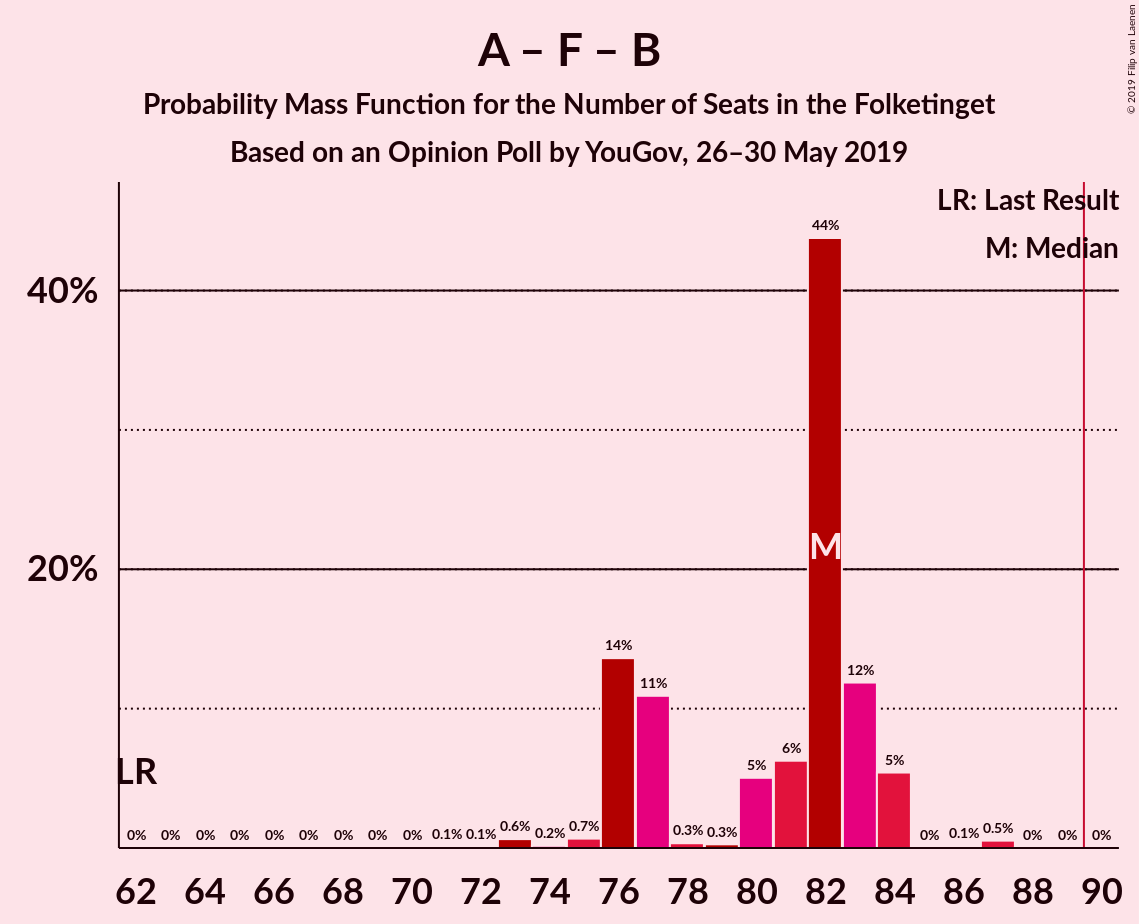 A – F – B
Probability Mass Function for the Number of Seats in the Folketinget
Based on an Opinion Poll by YouGov, 26–30 May 2019
© 2019 Filip van Laenen
LR: Last Result
M: Median
44%
40%
M
20%
14%
11%
12%
LR
6%
5%
5%
0% 0% 0% 0% 0% 0% 0% 0% 0% 0.1% 0.1% 0.6% 0.2% 0.7% 0.3% 0.3% 0% 0.1% 0.5% 0% 0% 0%
62 64 66 68 70 72 74 76 78 80 82 84 86 88 90